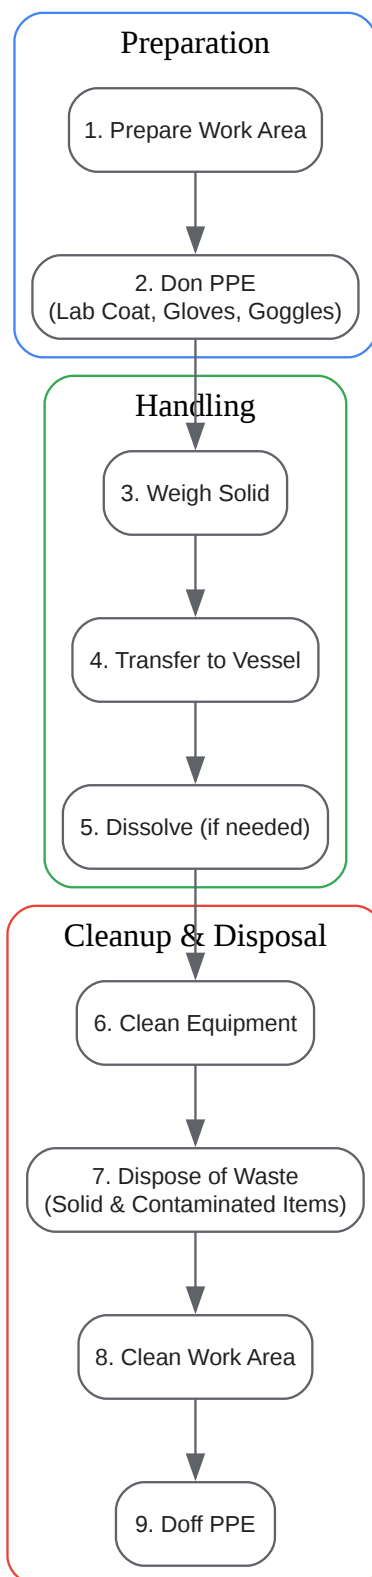 Preparation
1. Prepare Work Area
2. Don PPE
(Lab Coat, Gloves, Goggles)
Handling
3. Weigh Solid
4. Transfer to Vessel
5. Dissolve (if needed)
Cleanup & Disposal
6. Clean Equipment
7. Dispose of Waste
(Solid & Contaminated Items)
8. Clean Work Area
9. Doff PPE